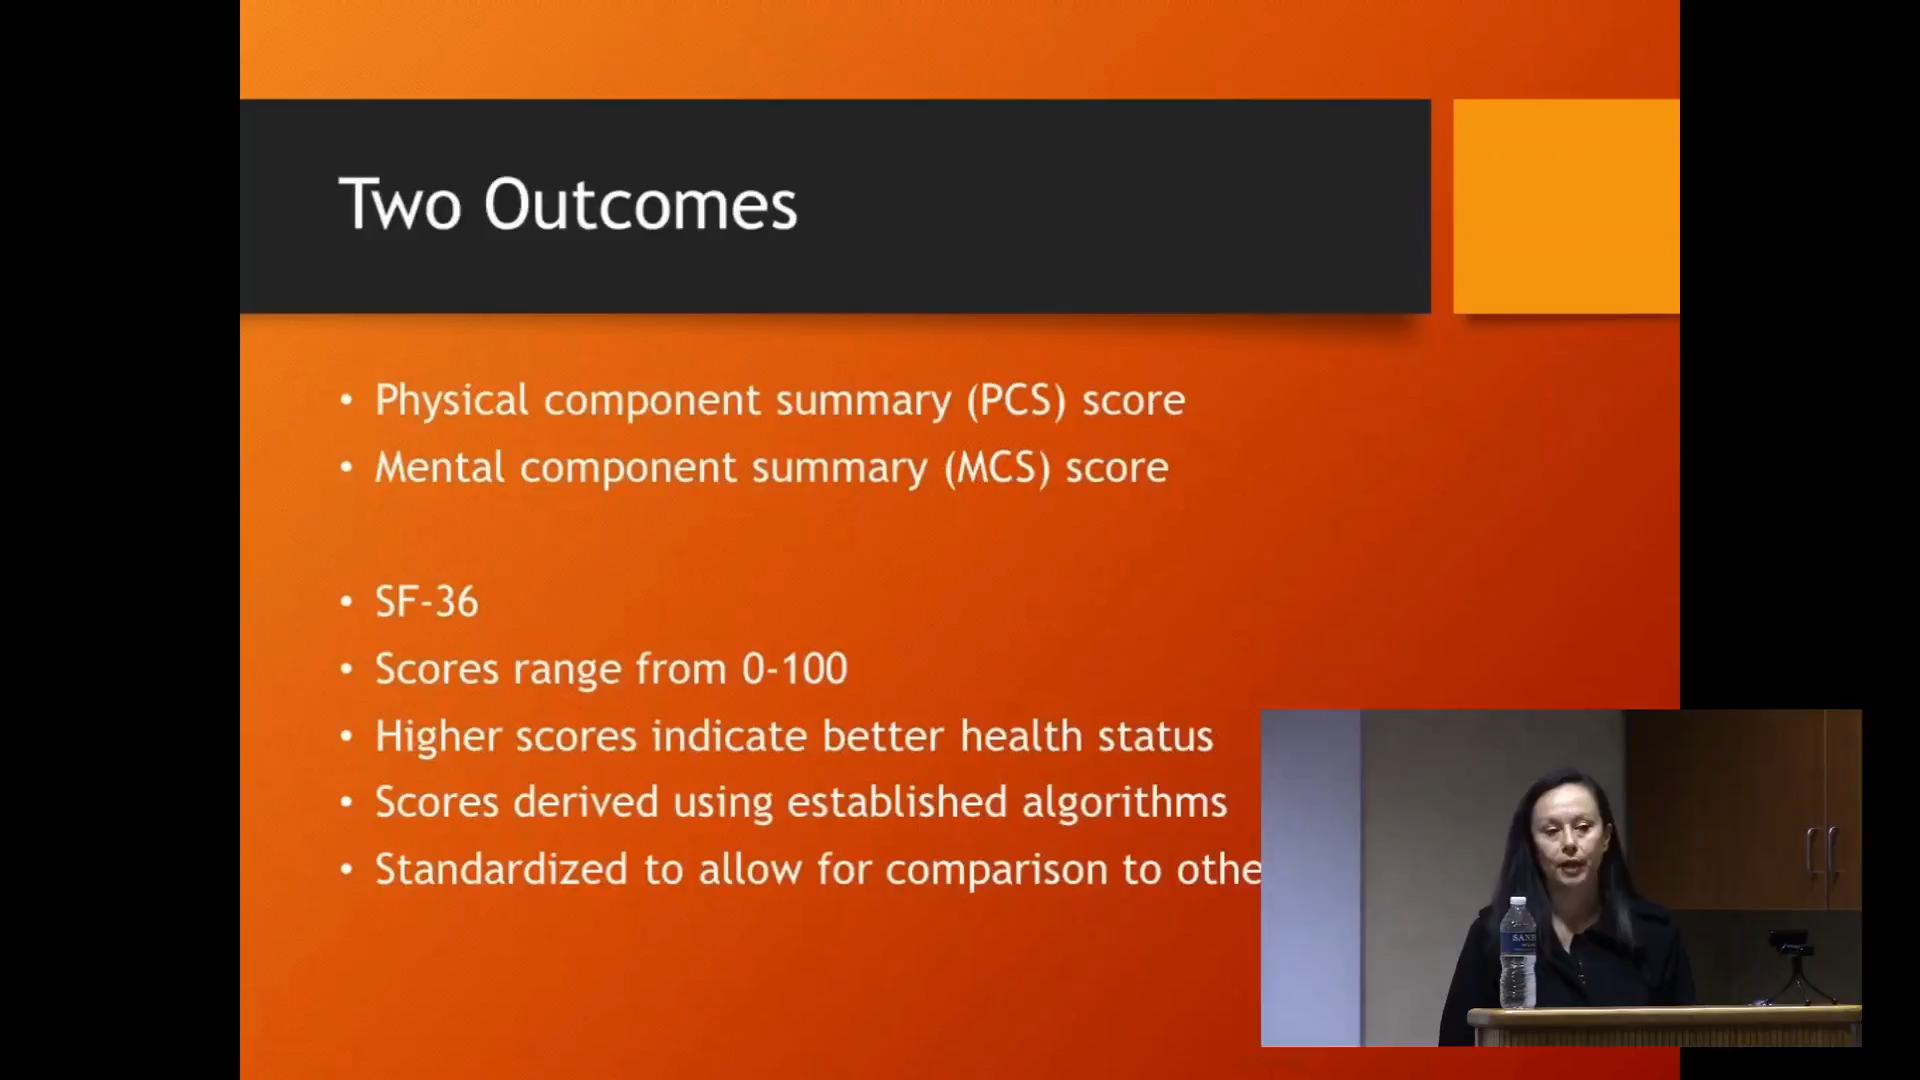 Two Outcomes
• Physical component summary (PCS) score
• Mental component summary (MCS) score
• SF-36
• Scores range from 0-100
• Higher scores indicate better health status
• Scores derived using established algorithms
• Standardized to allow for comparison to